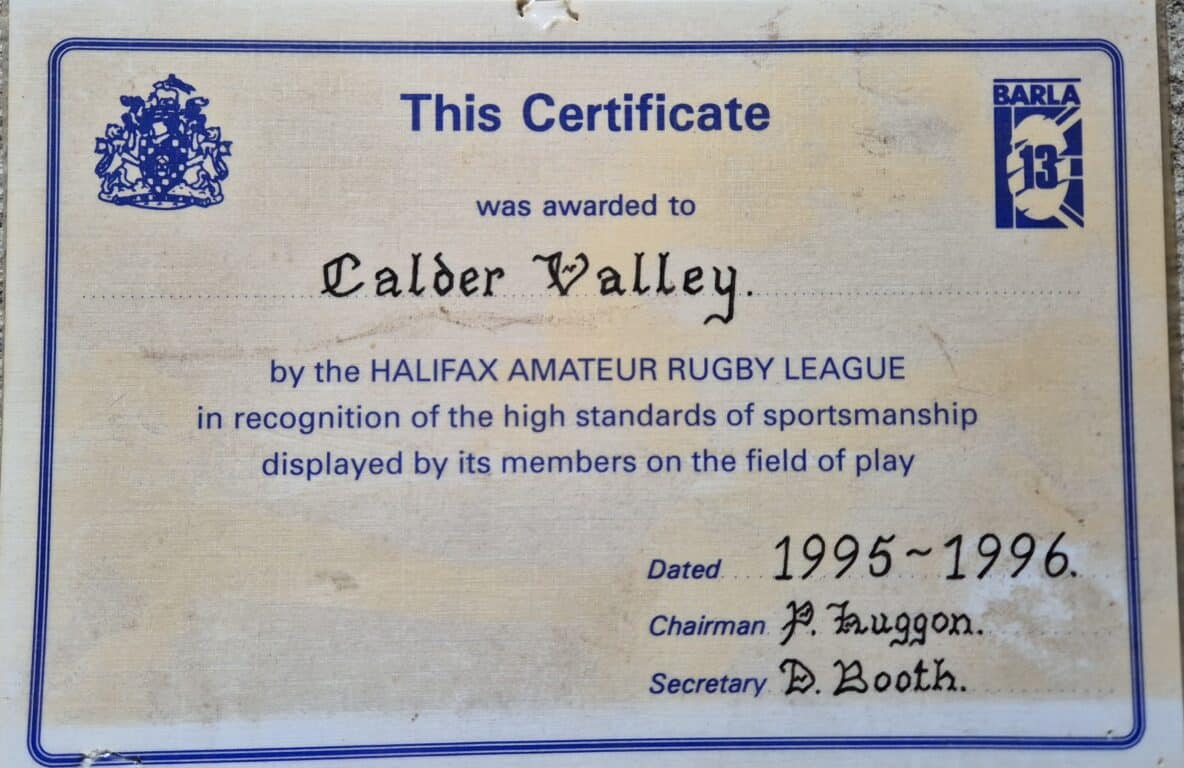 This Certificate
BARLA
13
was awarded to
Calder Valley.
by the HALIFAX AMATEUR RUGBY LEAGUE
in recognition of the high standards of sportsmanship
displayed by its members on the field of play
Dated 1995~1996.
Chairman P. Huggon.
Secretary D. Booth.